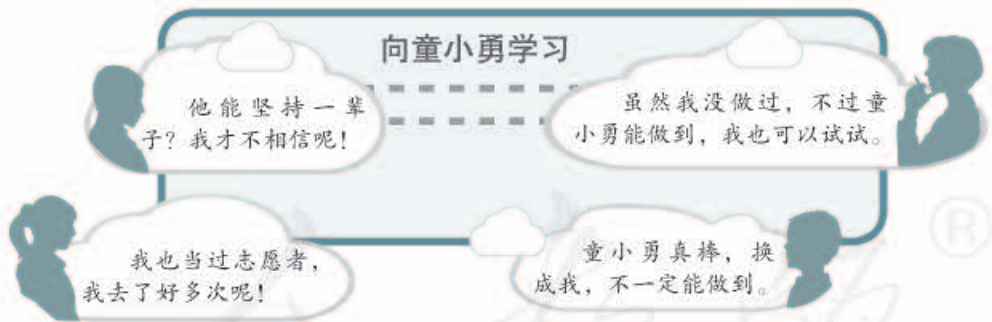 向童小勇学习
他能坚持一辈
子？我才不相信呢！
虽然我没做过，不过童
小勇能做到，我也可以试试。
我也当过志愿者，
我去了好多次呢！
童小勇真棒，换
成我，不一定能做到。
®